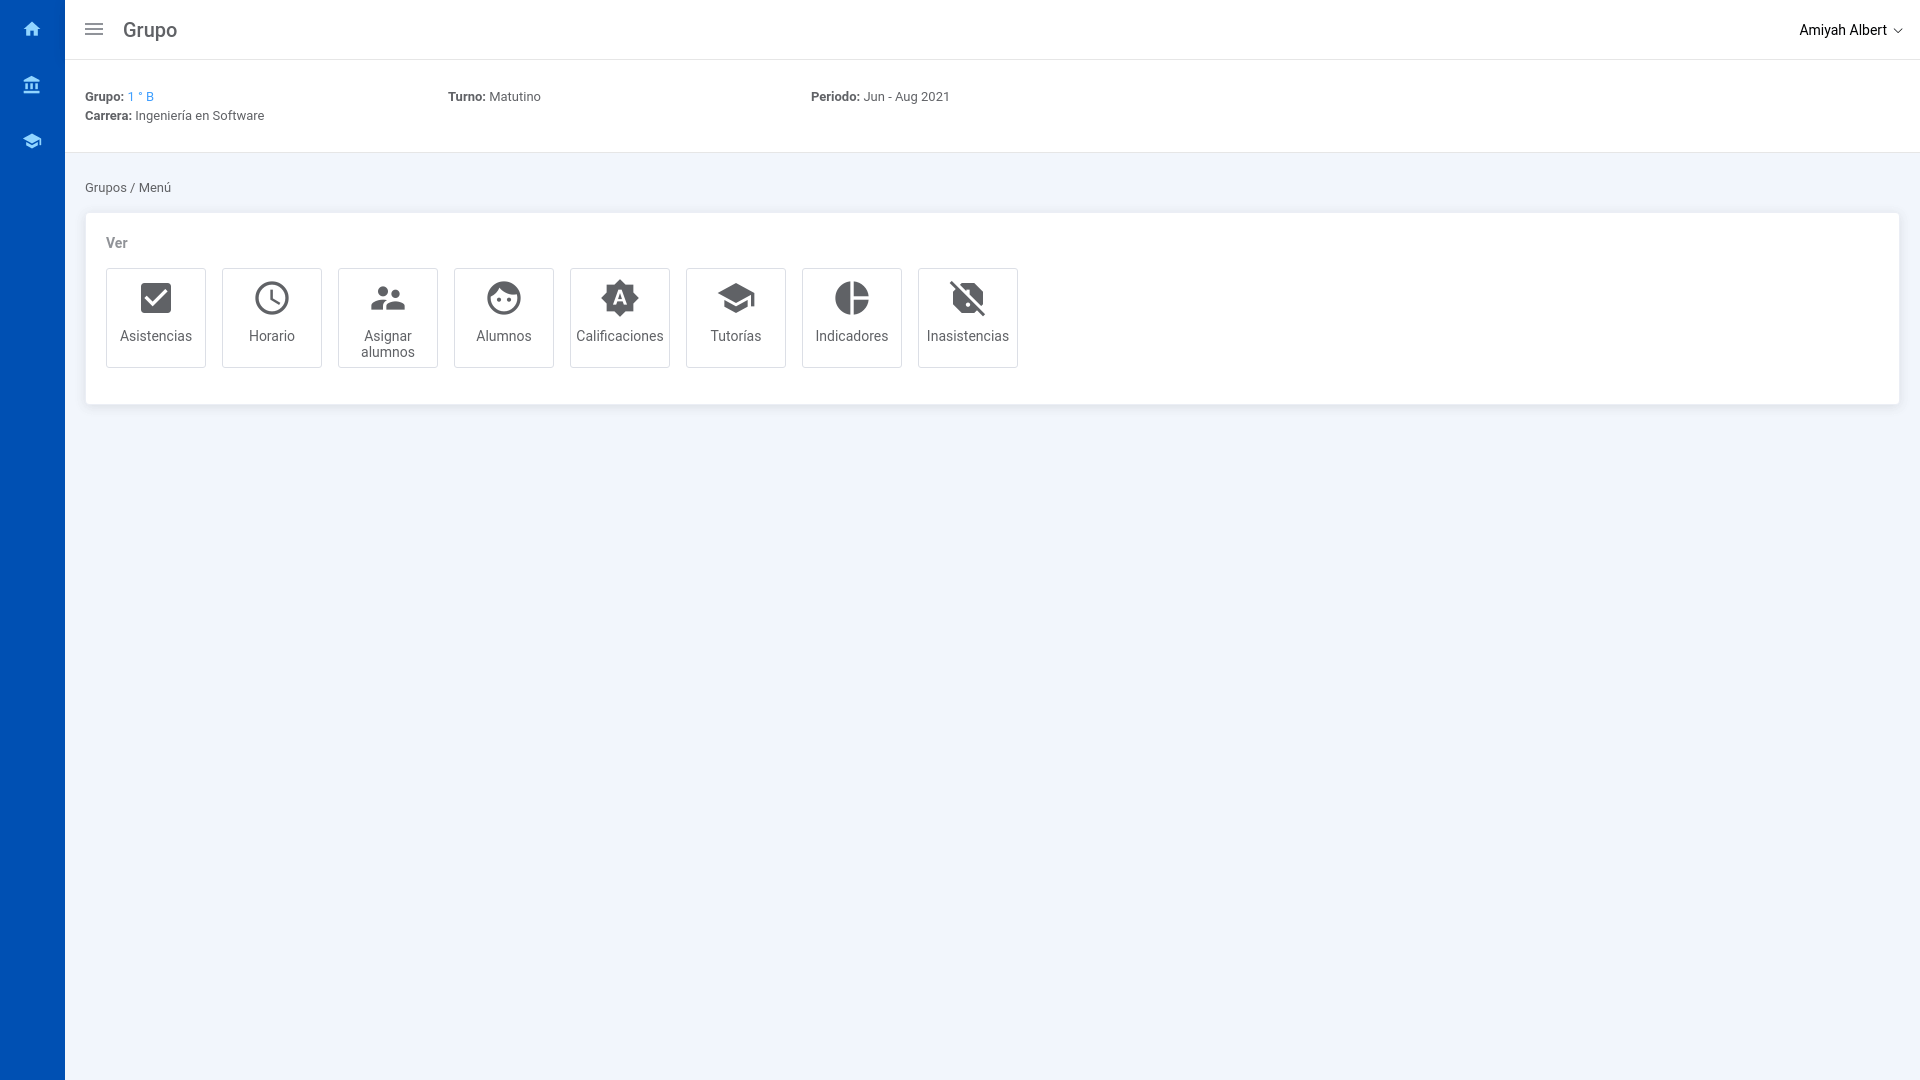 Grupo
Amiyah Albert
Grupo: 1 ° B
Turno: Matutino
Periodo: Jun - Aug 2021
Carrera: Ingeniería en Software
Grupos / Menú
Ver
Asistencias
Horario
Asignar
alumnos
Alumnos
A
Calificaciones
Tutorías
Indicadores
Inasistencias